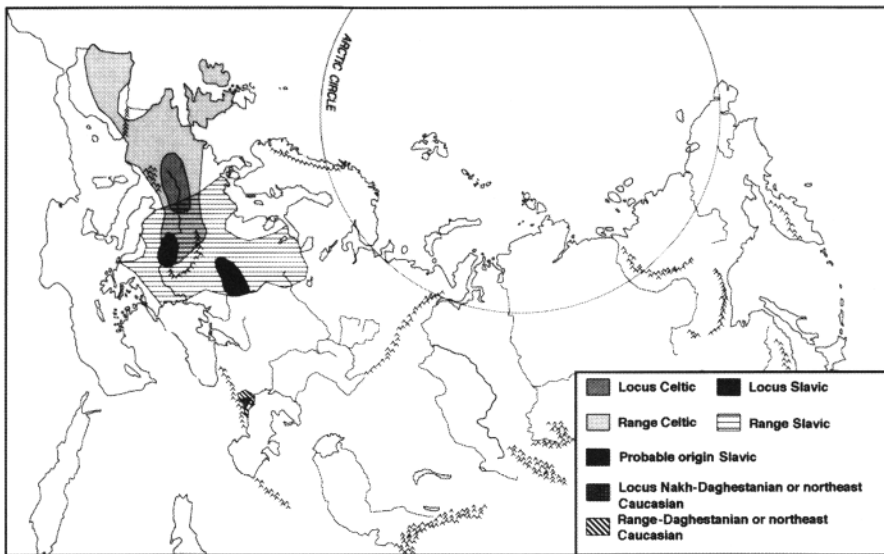 ARCTIC CIRCLE
Locus Celtic
Locus Slavic
Range Celtic
Range Slavic
Probable origin Slavic
Locus Nakh-Daghestanian or northeast
Caucasian
Range-Daghestanian or northeast
Caucasian